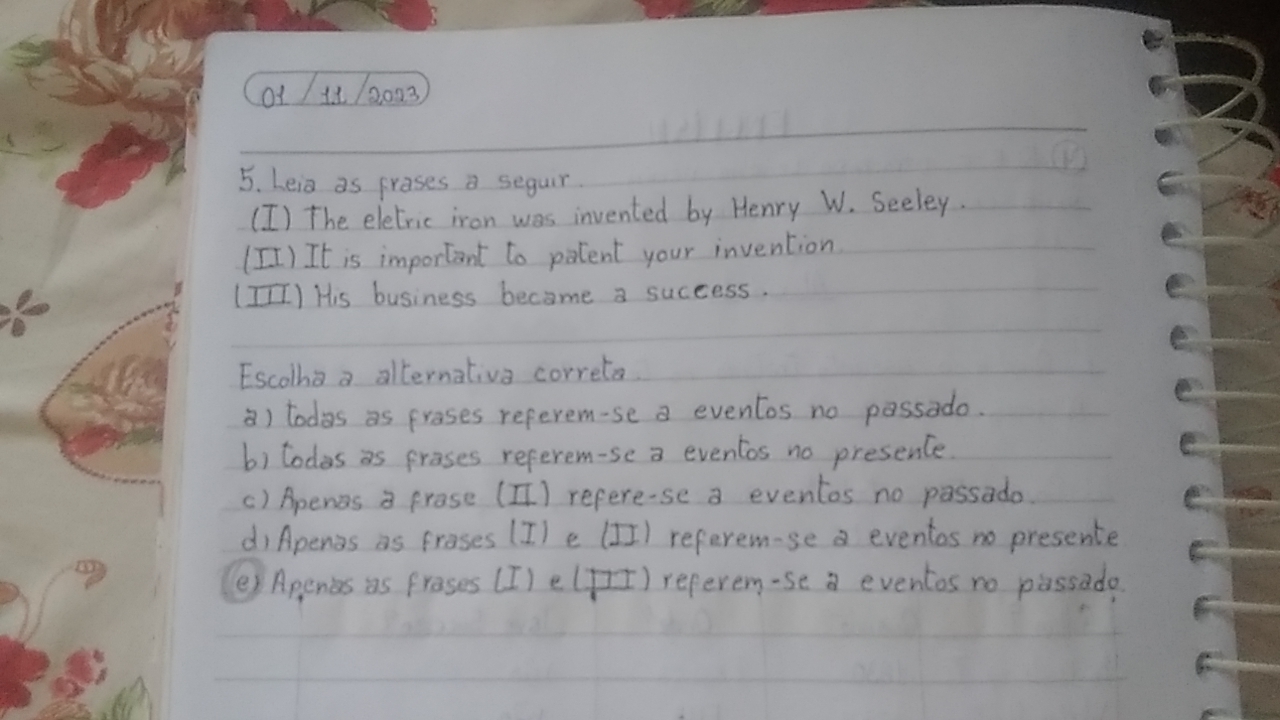 01/11/2023
5. Leia as frases a seguir.
(I) The eletric iron was invented by Henry W. Seeley.
(II) It is important to patent your invention.
(III) His business became a success.
Escolha a alternativa correta.
a) todas as frases referem-se a eventos no passado.
b) todas as frases referem-se a eventos no presente.
c) Apenas a frase (II) refere-se a eventos no passado.
d) Apenas as frases (I) e (II) referem-se a eventos no presente
e) Apenas as frases (I) e (III) referem-se a eventos no passado.